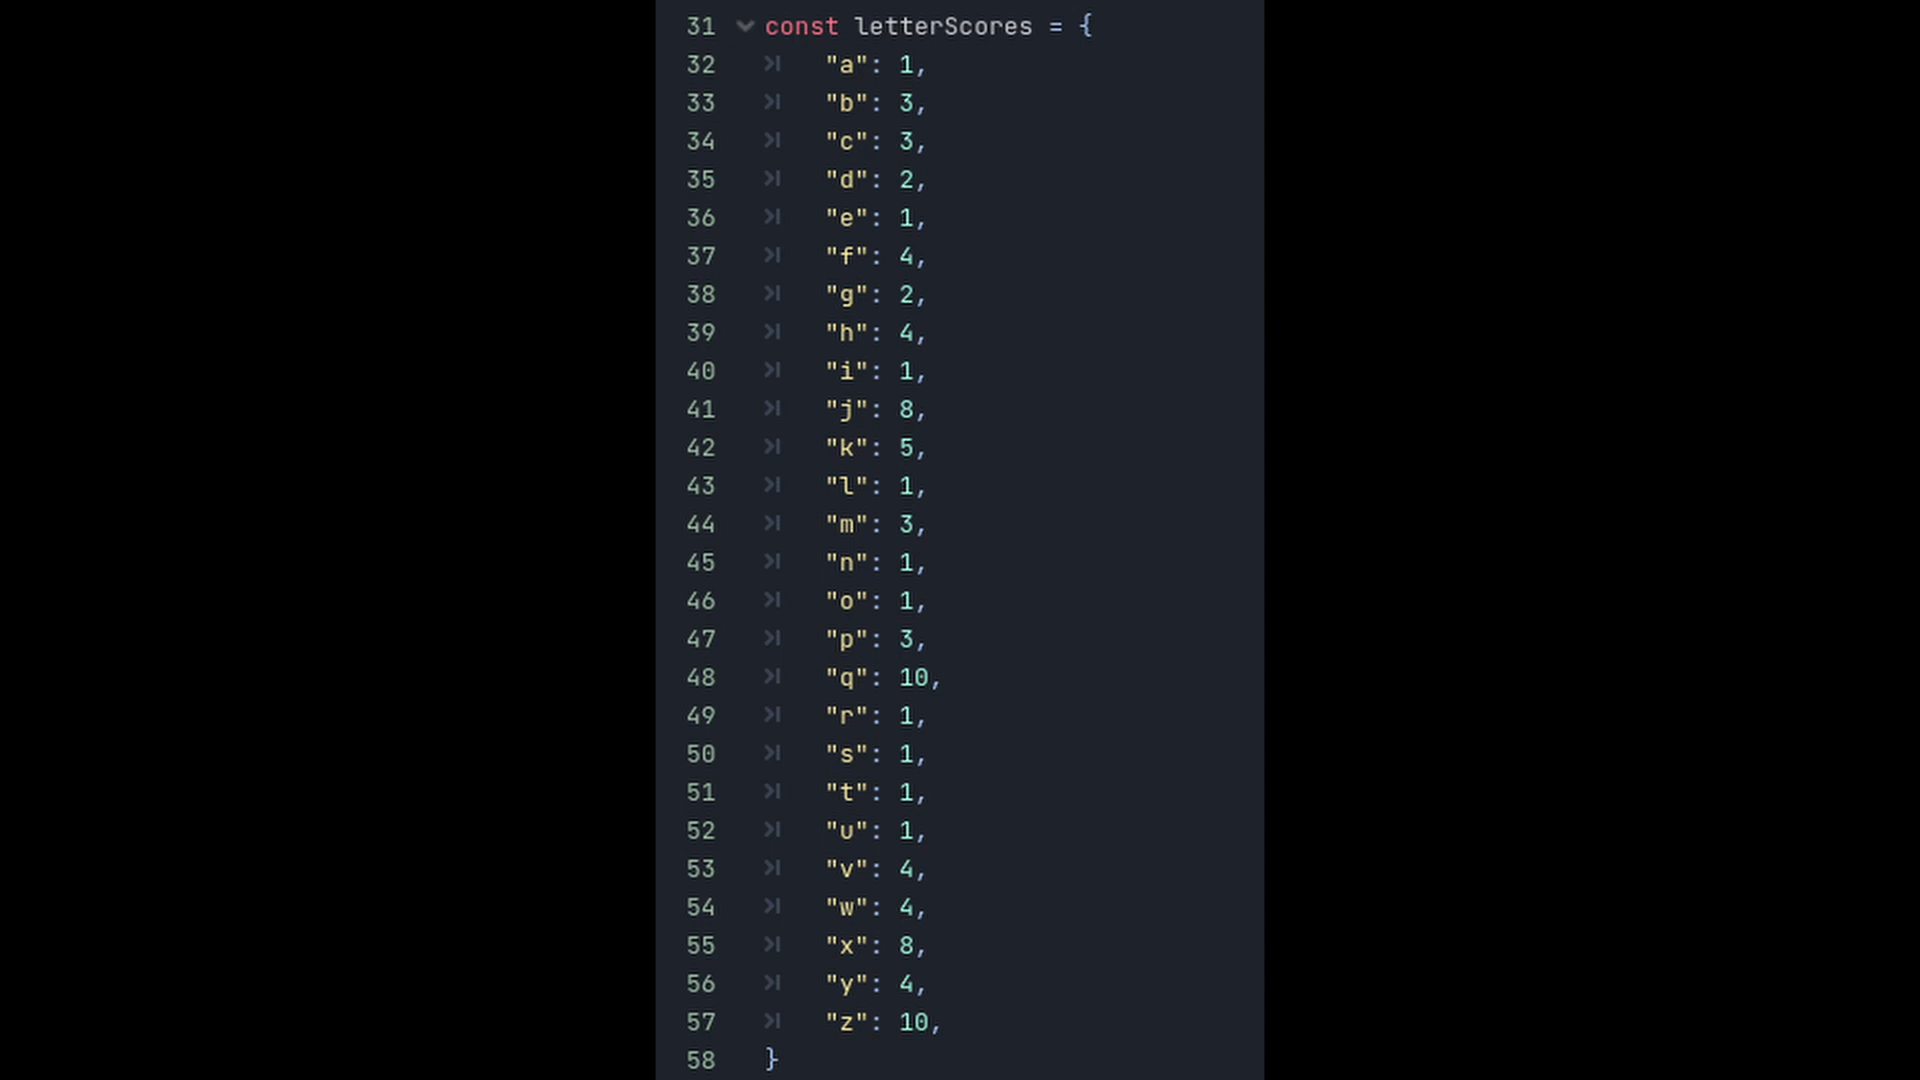 31 const letterScores = {
32 "a": 1,
33 "b": 3,
34 "c": 3,
35 "d": 2,
36 "e": 1,
37 "f": 4,
38 "g": 2,
39 "h": 4,
40 "i": 1,
41 "j": 8,
42 "k": 5,
43 "l": 1,
44 "m": 3,
45 "n": 1,
46 "o": 1,
47 "p": 3,
48 "q": 10,
49 "r": 1,
50 "s": 1,
51 "t": 1,
52 "u": 1,
53 "v": 4,
54 "w": 4,
55 "x": 8,
56 "y": 4,
57 "z": 10,
58 }